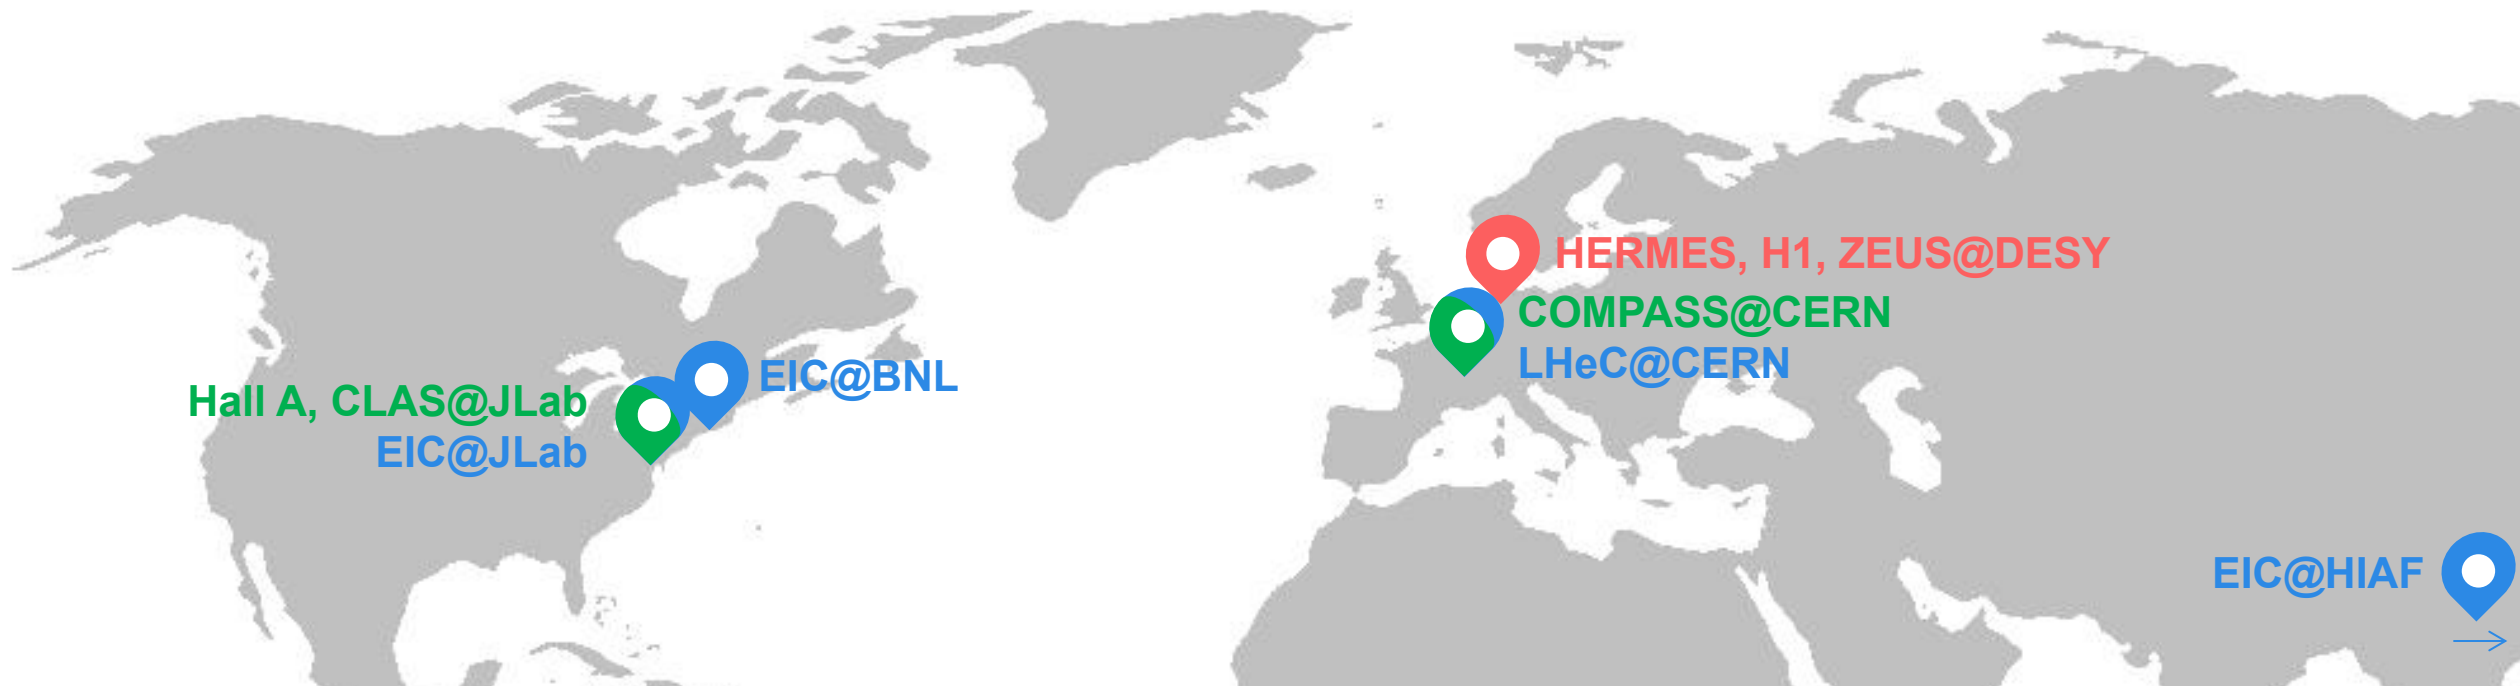 HERMES, H1, ZEUS@DESY
COMPASS@CERN
LHeC@CERN
EIC@BNL
Hall A, CLAS@JLab
EIC@JLab
EIC@HIAF